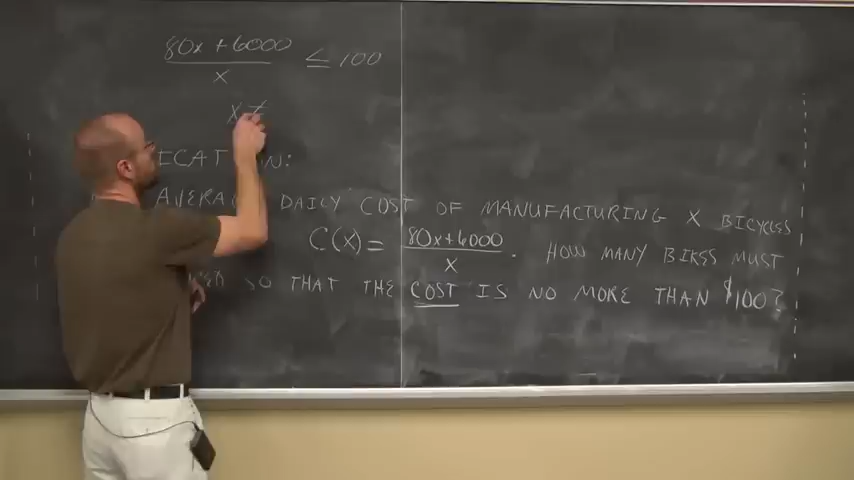 80x + 6000
x
≤ 100
x ≠
AVERAG DAILY COST OF MANUFACTURING X BICYCLES
C(x) = 80x+6000
x
. HOW MANY BIKES MUST
SO THAT THE COST IS NO MORE THAN $100?